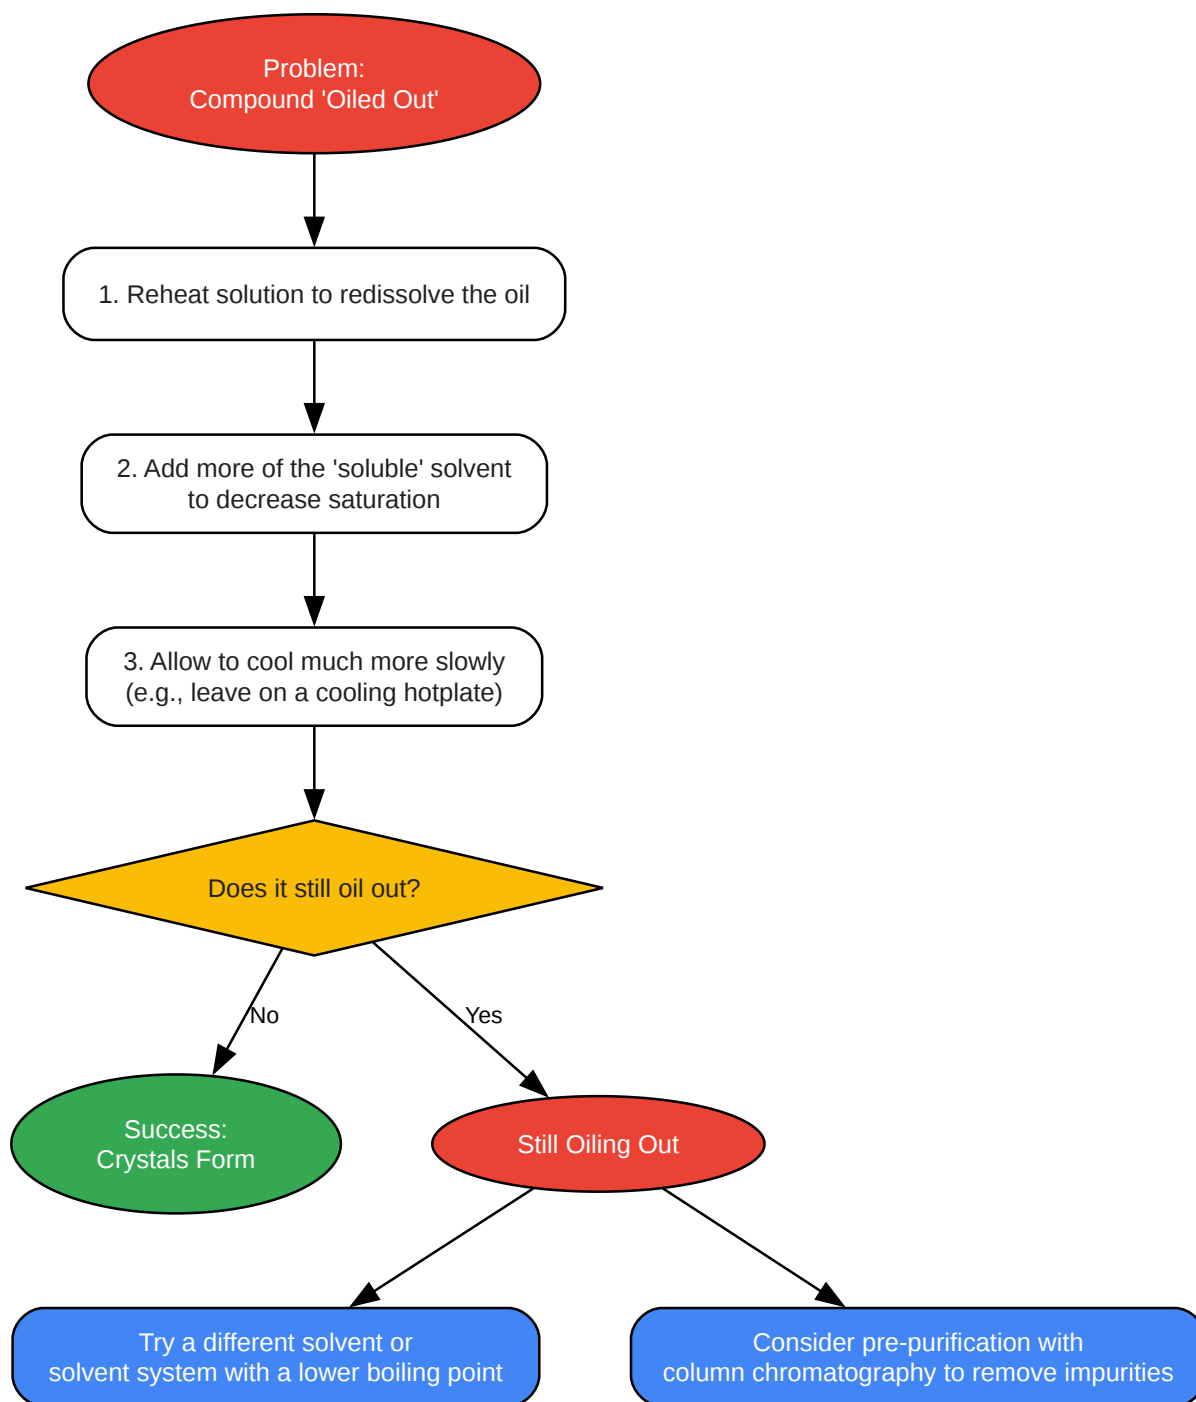 Problem:
Compound 'Oiled Out'
1. Reheat solution to redissolve the oil
2. Add more of the 'soluble' solvent
to decrease saturation
3. Allow to cool much more slowly
(e.g., leave on a cooling hotplate)
Does it still oil out?
No
Yes
Success:
Crystals Form
Still Oiling Out
Try a different solvent or
solvent system with a lower boiling point
Consider pre-purification with
column chromatography to remove impurities